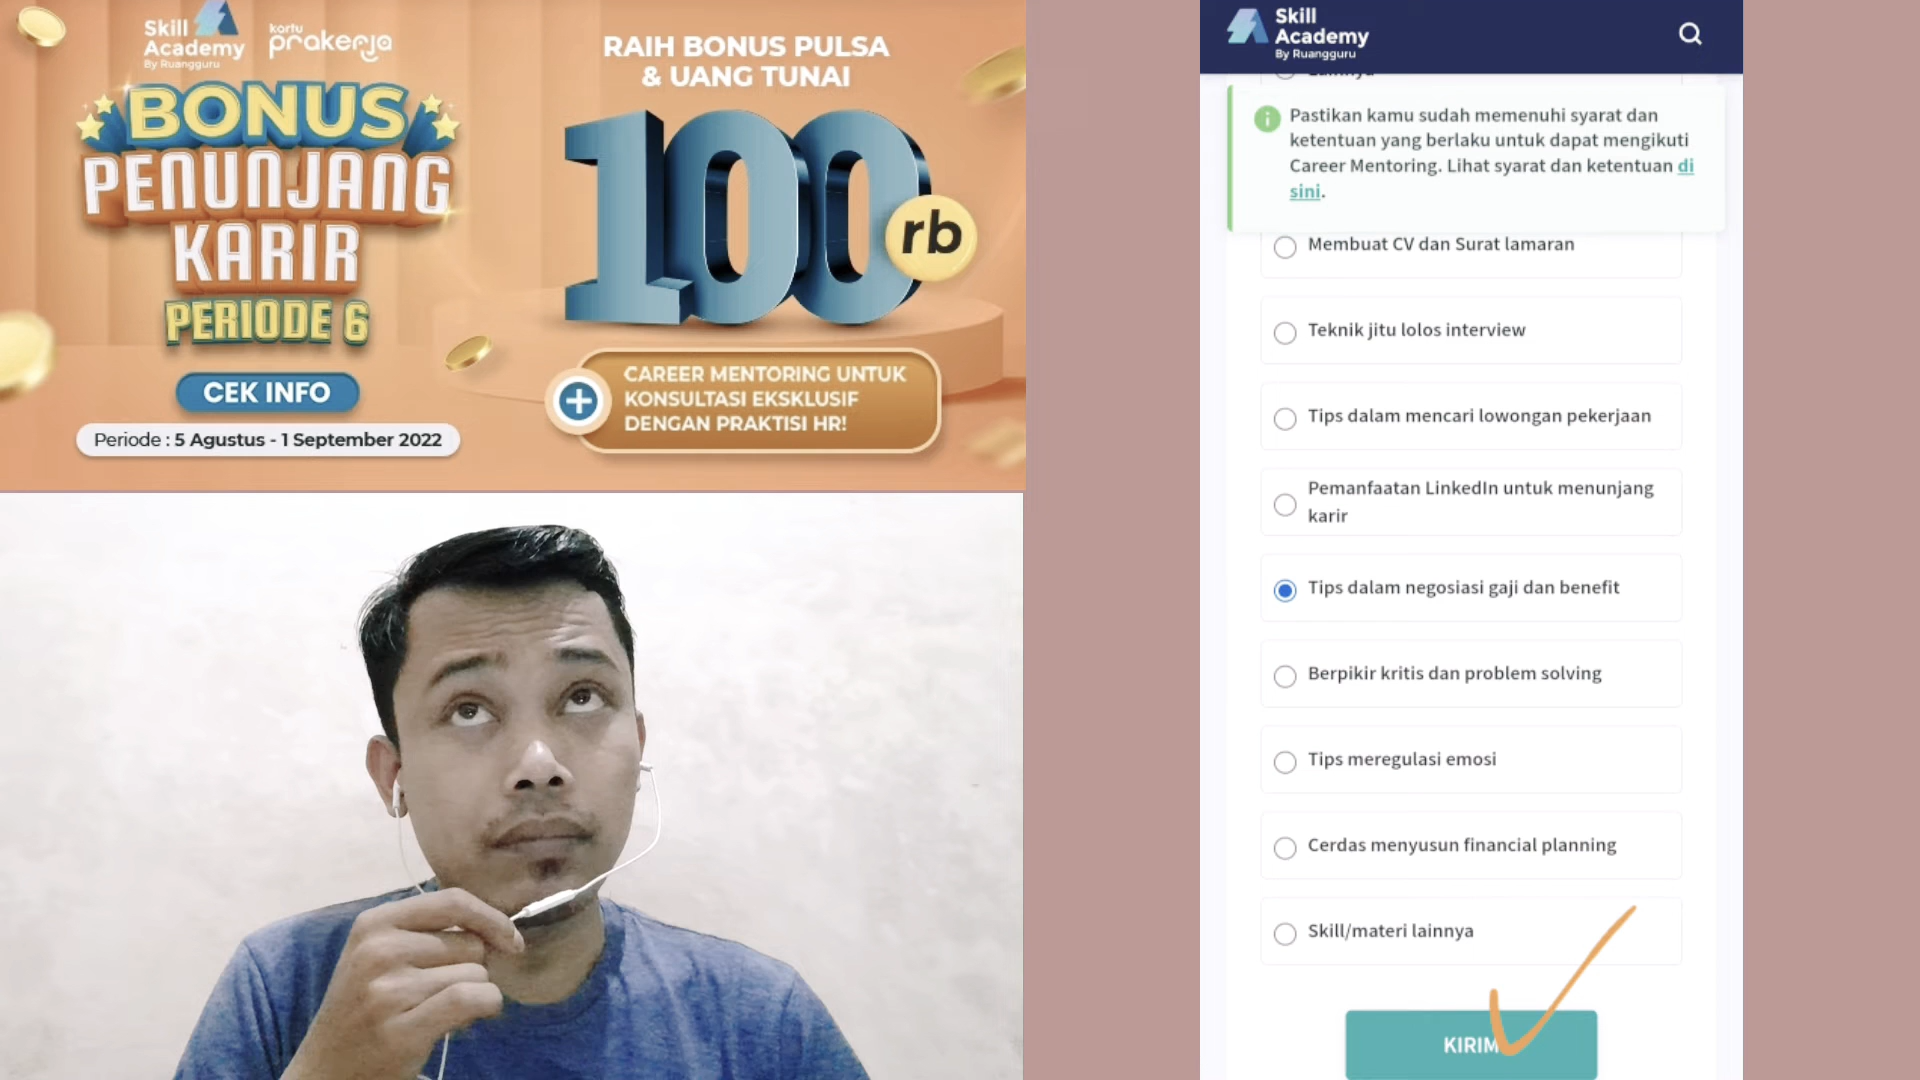 Skill
Academy
By Ruangguru
kartu
prakerja
BONUS
PENUNJANG
KARIR
PERIODE 6
CEK INFO
Periode : 5 Agustus - 1 September 2022
RAIH BONUS PULSA
& UANG TUNAI
100
rb
CAREER MENTORING UNTUK
KONSULTASI EKSKLUSIF
DENGAN PRAKTISI HR!
Skill
Academy
By Ruangguru
Pastikan kamu sudah memenuhi syarat dan
ketentuan yang berlaku untuk dapat mengikuti
Career Mentoring. Lihat syarat dan ketentuan di
sini.
Membuat CV dan Surat lamaran
Teknik jitu lolos interview
Tips dalam mencari lowongan pekerjaan
Pemanfaatan LinkedIn untuk menunjang
karir
Tips dalam negosiasi gaji dan benefit
Berpikir kritis dan problem solving
Tips meregulasi emosi
Cerdas menyusun financial planning
Skill/materi lainnya
KIRIM